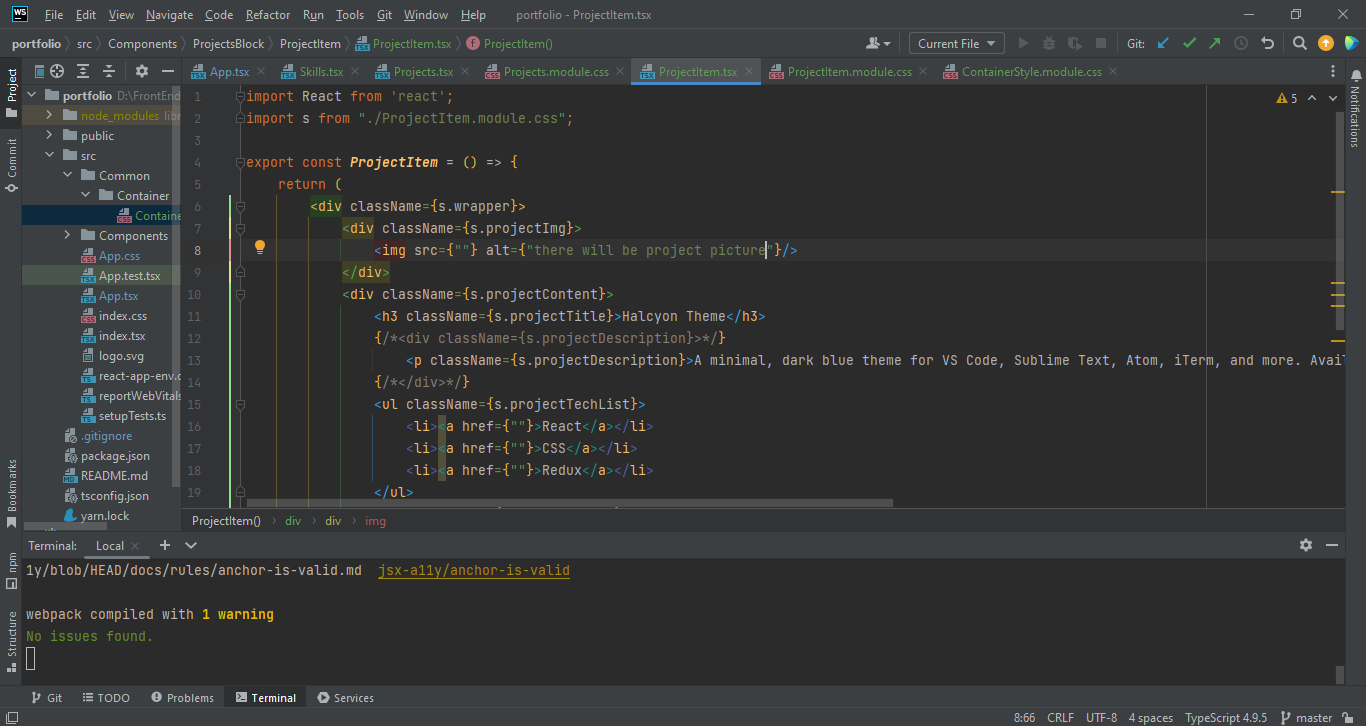 WS File Edit View Navigate Code Refactor Run Tools Git Window Help portfolio - ProjectItem.tsx
portfolio src Components ProjectsBlock ProjectItem ProjectItem.tsx ProjectItem() Current File Git:
Project
Commit
Bookmarks
npm
Structure
Notifications
portfolio D:\FrontEnd
node_modules libr
public
src
Common
Container
Containe
Components
App.css
App.test.tsx
App.tsx
index.css
index.tsx
logo.svg
react-app-env.d
reportWebVitals
setupTests.ts
.gitignore
package.json
README.md
tsconfig.json
yarn.lock
App.tsx Skills.tsx Projects.tsx Projects.module.css ProjectItem.tsx ProjectItem.module.css ContainerStyle.module.css
5
1 import React from 'react';
2 import s from "./ProjectItem.module.css";
3
4 export const ProjectItem = () => {
5 return (
6 <div className={s.wrapper}>
7 <div className={s.projectImg}>
8 <img src={""} alt={"there will be project picture"}/>
9 </div>
10 <div className={s.projectContent}>
11 <h3 className={s.projectTitle}>Halcyon Theme</h3>
12 {/*<div className={s.projectDescription}>*/}
13 <p className={s.projectDescription}>A minimal, dark blue theme for VS Code, Sublime Text, Atom, iTerm, and more. Avai
14 {/*</div>*/}
15 <ul className={s.projectTechList}>
16 <li><a href={""}>React</a></li>
17 <li><a href={""}>CSS</a></li>
18 <li><a href={""}>Redux</a></li>
19 </ul>
ProjectItem() div div img
Terminal: Local
1y/blob/HEAD/docs/rules/anchor-is-valid.md jsx-a11y/anchor-is-valid
webpack compiled with 1 warning
No issues found.
Git TODO Problems Terminal Services
8:66 CRLF UTF-8 4 spaces TypeScript 4.9.5 master